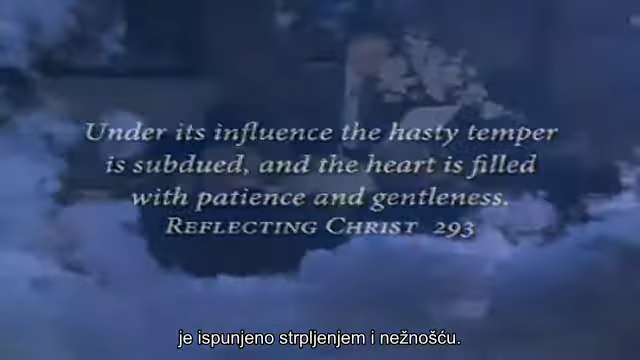 Under its influence the hasty temper
is subdued, and the heart is filled
with patience and gentleness.
REFLECTING CHRIST 293
je ispunjeno strpljenjem i nežnošću.